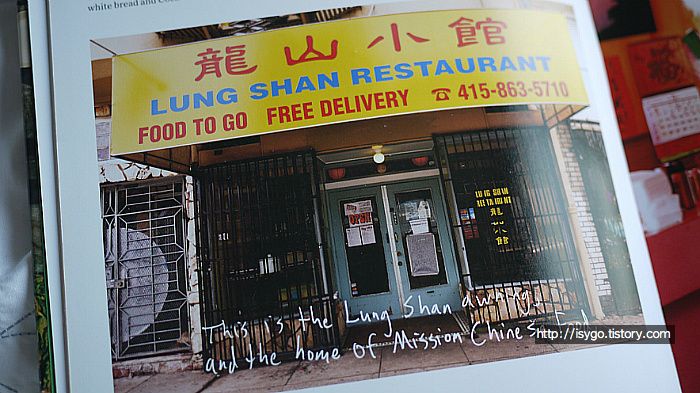 white bread and Coca
龍山小館
LUNG SHAN RESTAURANT
FOOD TO GO FREE DELIVERY ☎ 415-863-5710
OPEN
LUNG SHAN
RESTAURANT
龍
山
小
館
This is the Lung Shan awning,
and the home of Mission Chinese Food
http://isygo.tistory.com